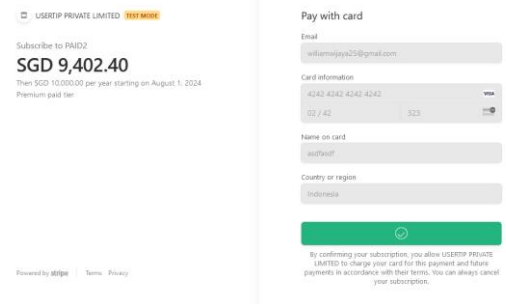 USERTIP PRIVATE LIMITED TEST MODE
Subscribe to PAID2
SGD 9,402.40
Then SGD 10,000.00 per year starting on August 1, 2024
Premium paid tier
Powered by stripe Terms Privacy
Pay with card
Email
williamwijaya25@gmail.com
Card information
4242 4242 4242 4242 VISA
02 / 42 323
Name on card
asdfasdf
Country or region
Indonesia
By confirming your subscription, you allow USERTIP PRIVATE
LIMITED to charge your card for this payment and future
payments in accordance with their terms. You can always cancel
your subscription.